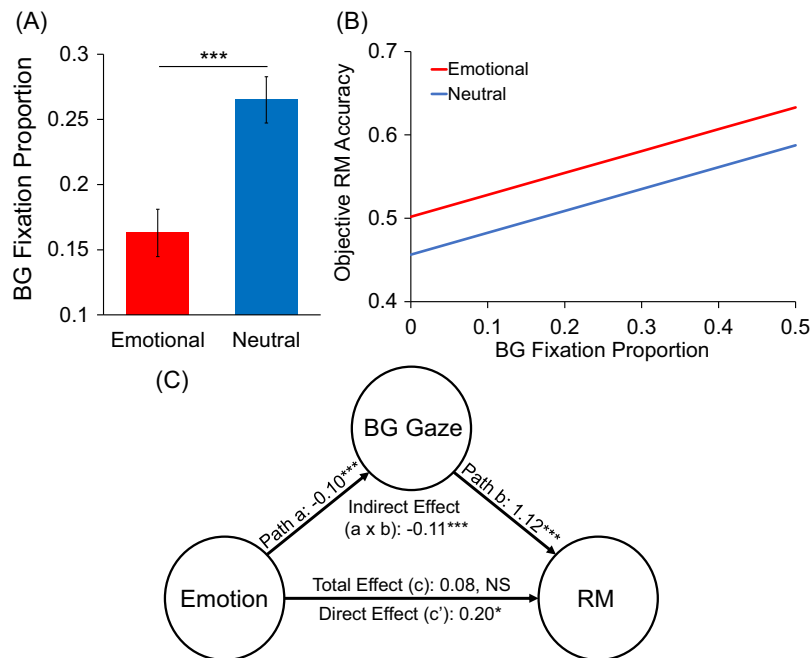 (A)
BG Fixation Proportion
0.3
0.25
0.2
0.15
0.1
***
Emotional
Neutral
(B)
Objective RM Accuracy
0.7
0.6
0.5
0.4
Emotional
Neutral
0
0.1
0.2
0.3
0.4
0.5
BG Fixation Proportion
(C)
BG Gaze
Path a: -0.10***
Path b: 1.12***
Indirect Effect
(a x b): -0.11***
Emotion
Total Effect (c): 0.08, NS
Direct Effect (c'): 0.20*
RM